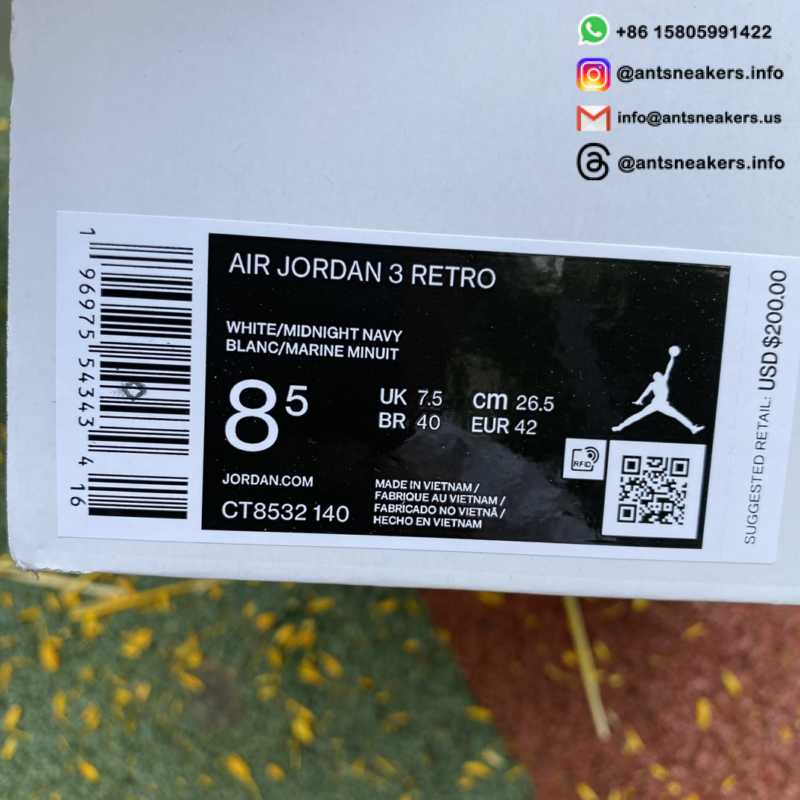 +86 15805991422
@antsneakers.info
info@antsneakers.us
@antsneakers.info
AIR JORDAN 3 RETRO
WHITE/MIDNIGHT NAVY
BLANC/MARINE MINUIT
8 5
UK 7.5 cm 26.5
BR 40 EUR 42
RFID
JORDAN.COM
CT8532 140
MADE IN VIETNAM /
FABRIQUE AU VIETNAM /
FABRICADO NO VIETNÃ /
HECHO EN VIETNAM
SUGGESTED RETAIL: USD $200.00
1 96975 54343 4 16